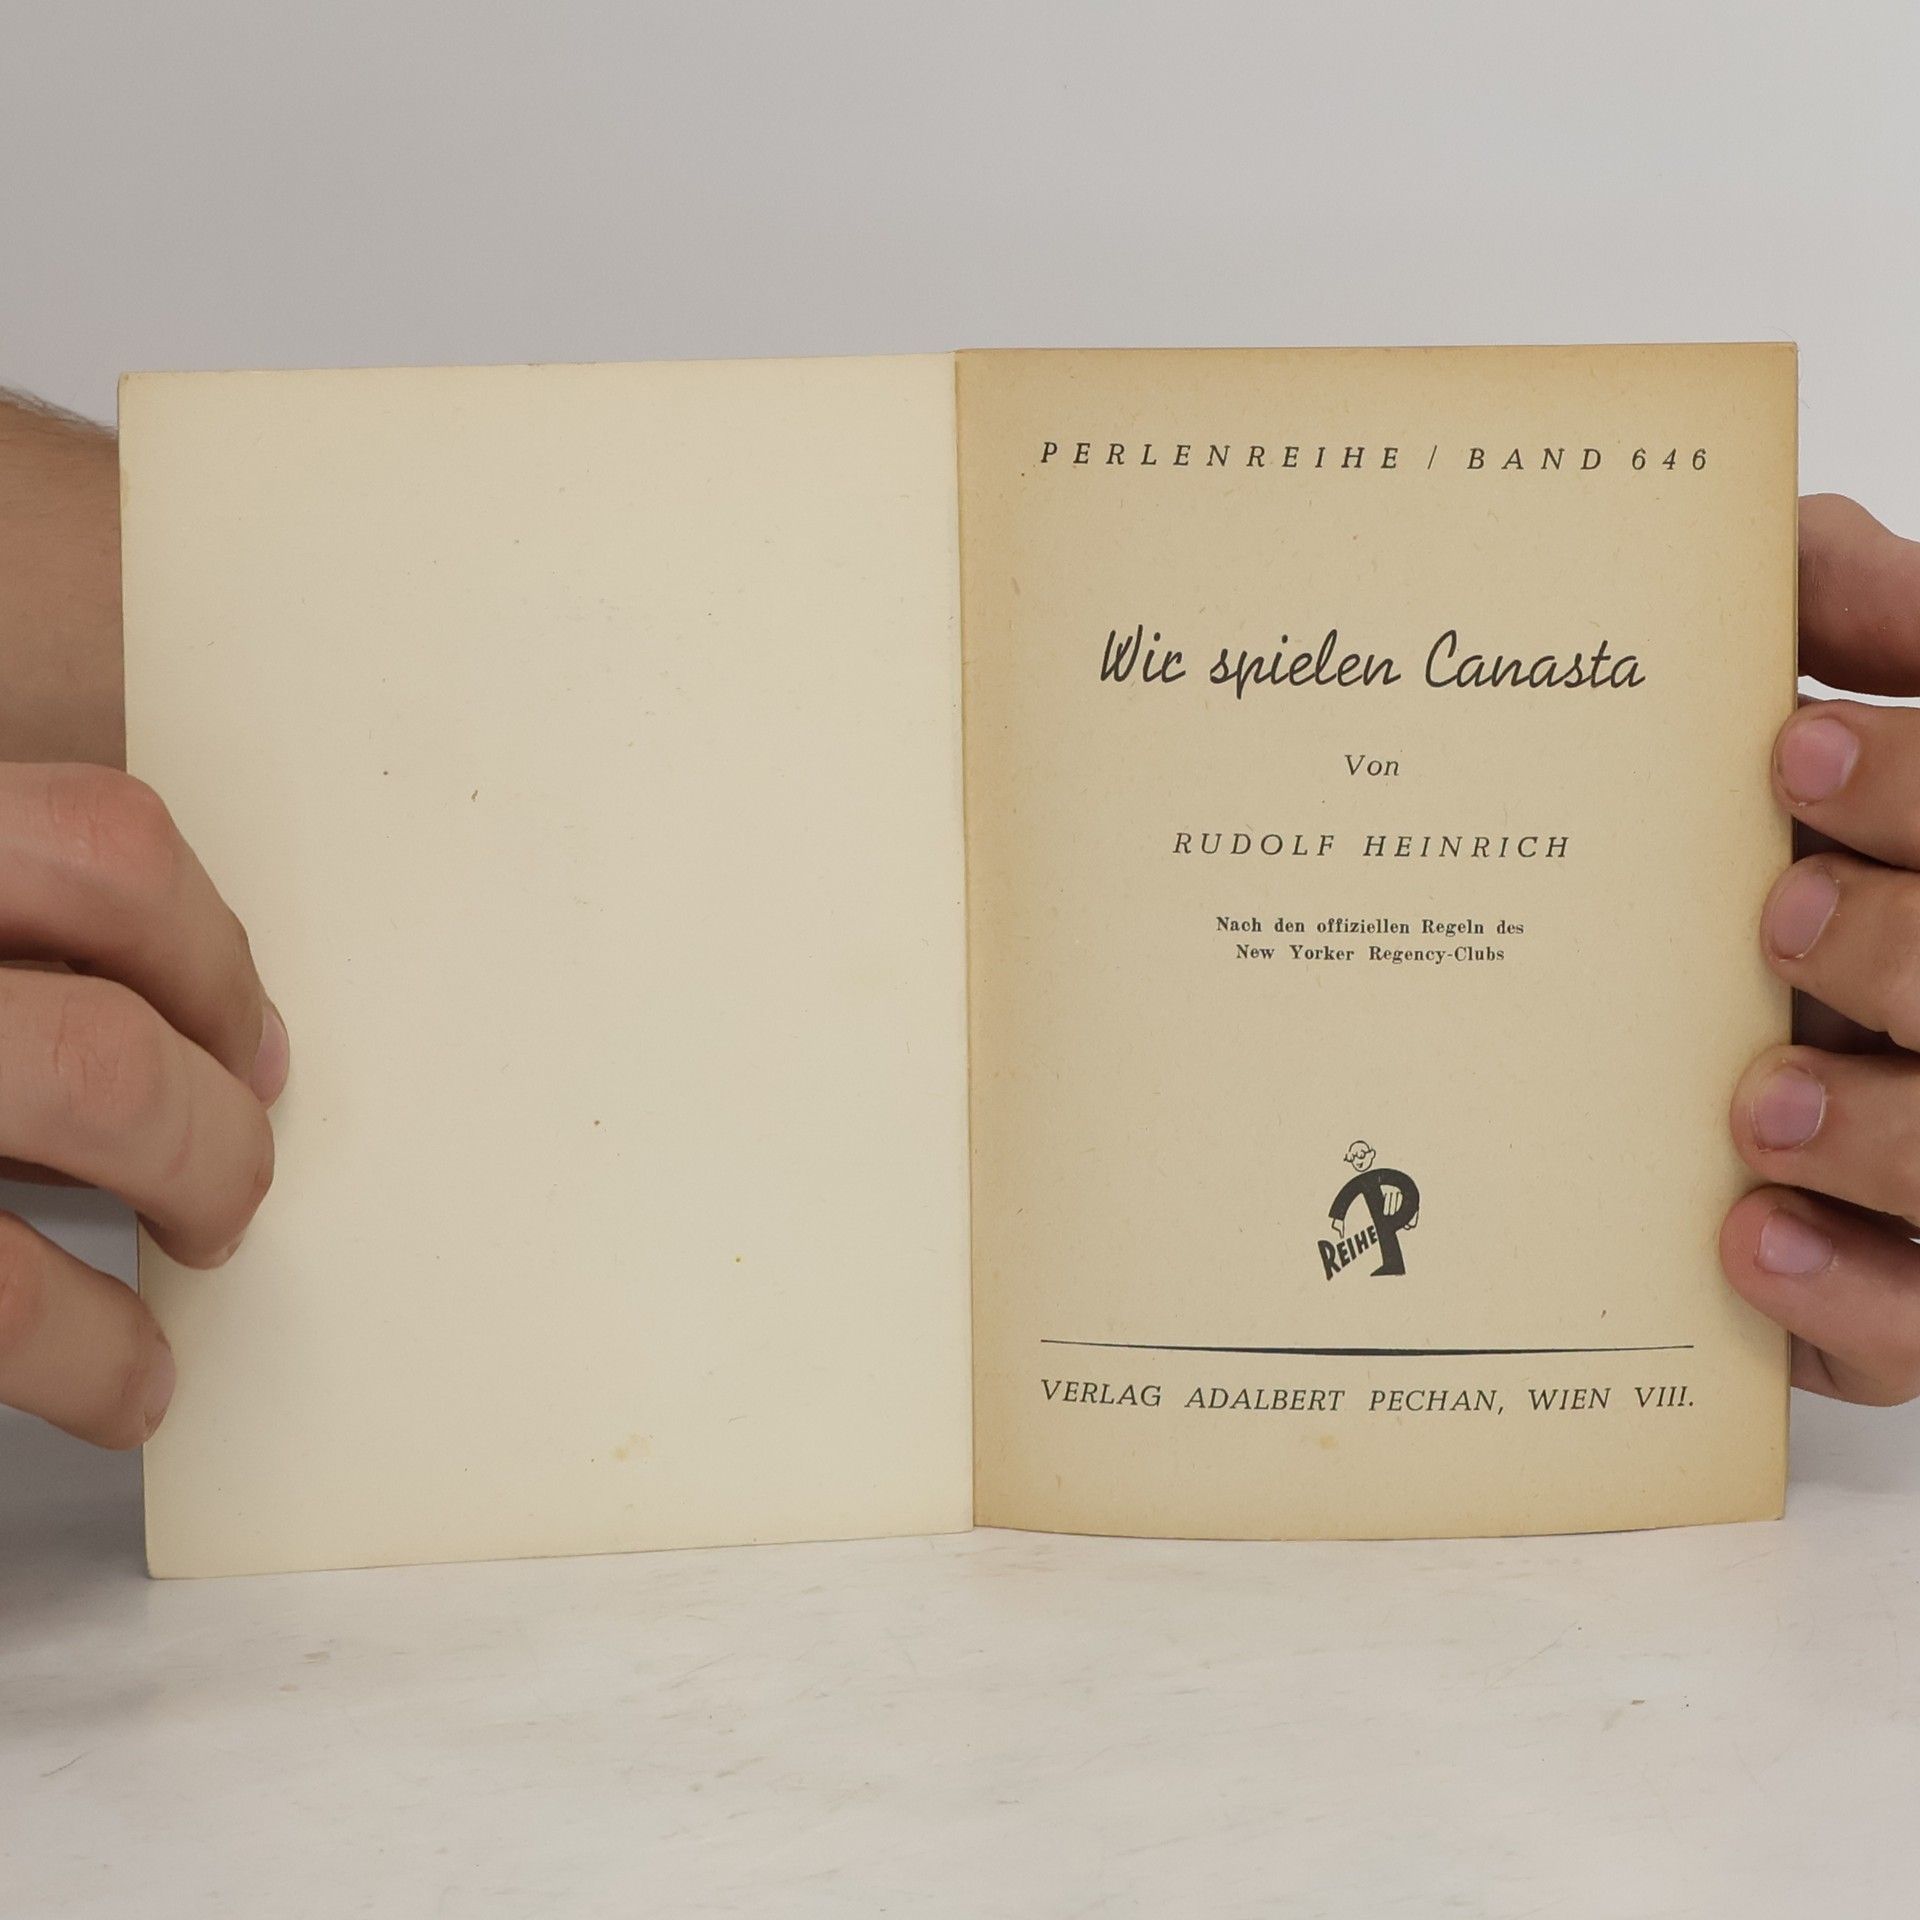 PERLENREIHE / BAND 646
Wir spielen Canasta
Von
RUDOLF HEINRICH
Nach den offiziellen Regeln des
New Yorker Regency-Clubs
REIHE P
VERLAG ADALBERT PECHAN, WIEN VIII.